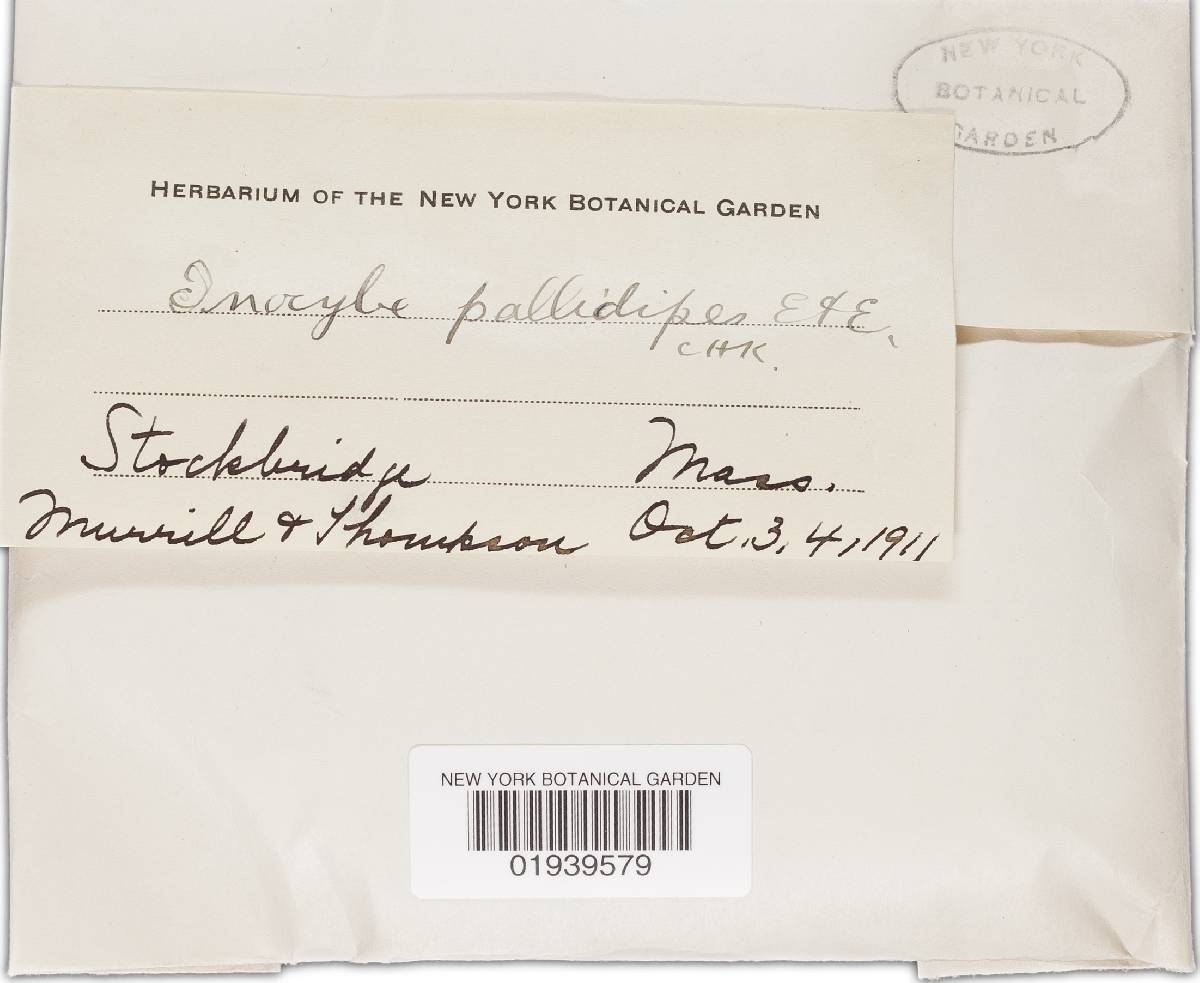 NEW YORK
BOTANICAL
GARDEN
HERBARIUM OF THE NEW YORK BOTANICAL GARDEN
Inocybe pallidipes E & E.
CHK.
Stockbridge Mass.
Murrill & Thompson Oct. 3, 4, 1911
NEW YORK BOTANICAL GARDEN
01939579